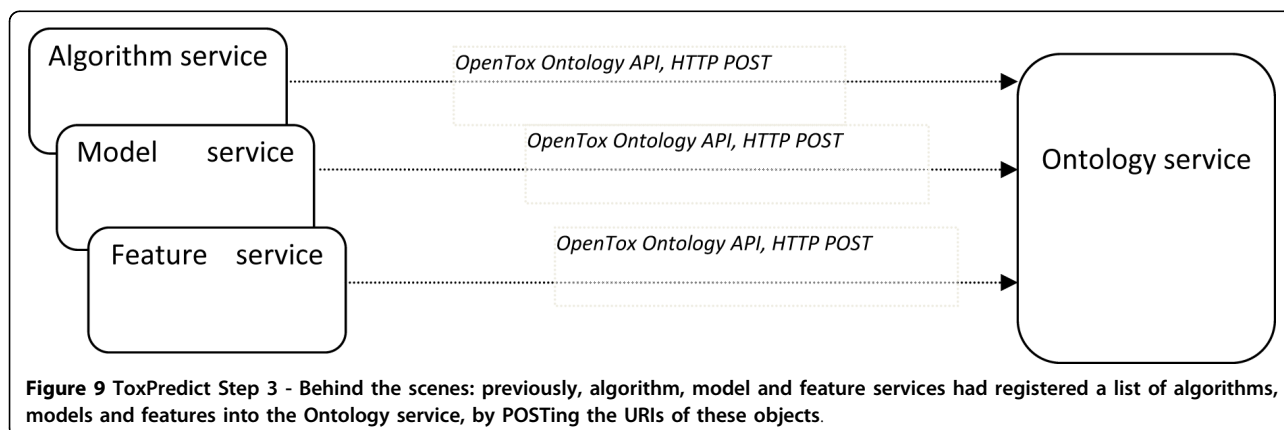 Algorithm service
OpenTox Ontology API, HTTP POST
Model service
OpenTox Ontology API, HTTP POST
Ontology service
Feature service
OpenTox Ontology API, HTTP POST
Figure 9 ToxPredict Step 3 - Behind the scenes: previously, algorithm, model and feature services had registered a list of algorithms,
models and features into the Ontology service, by POSTing the URIs of these objects.